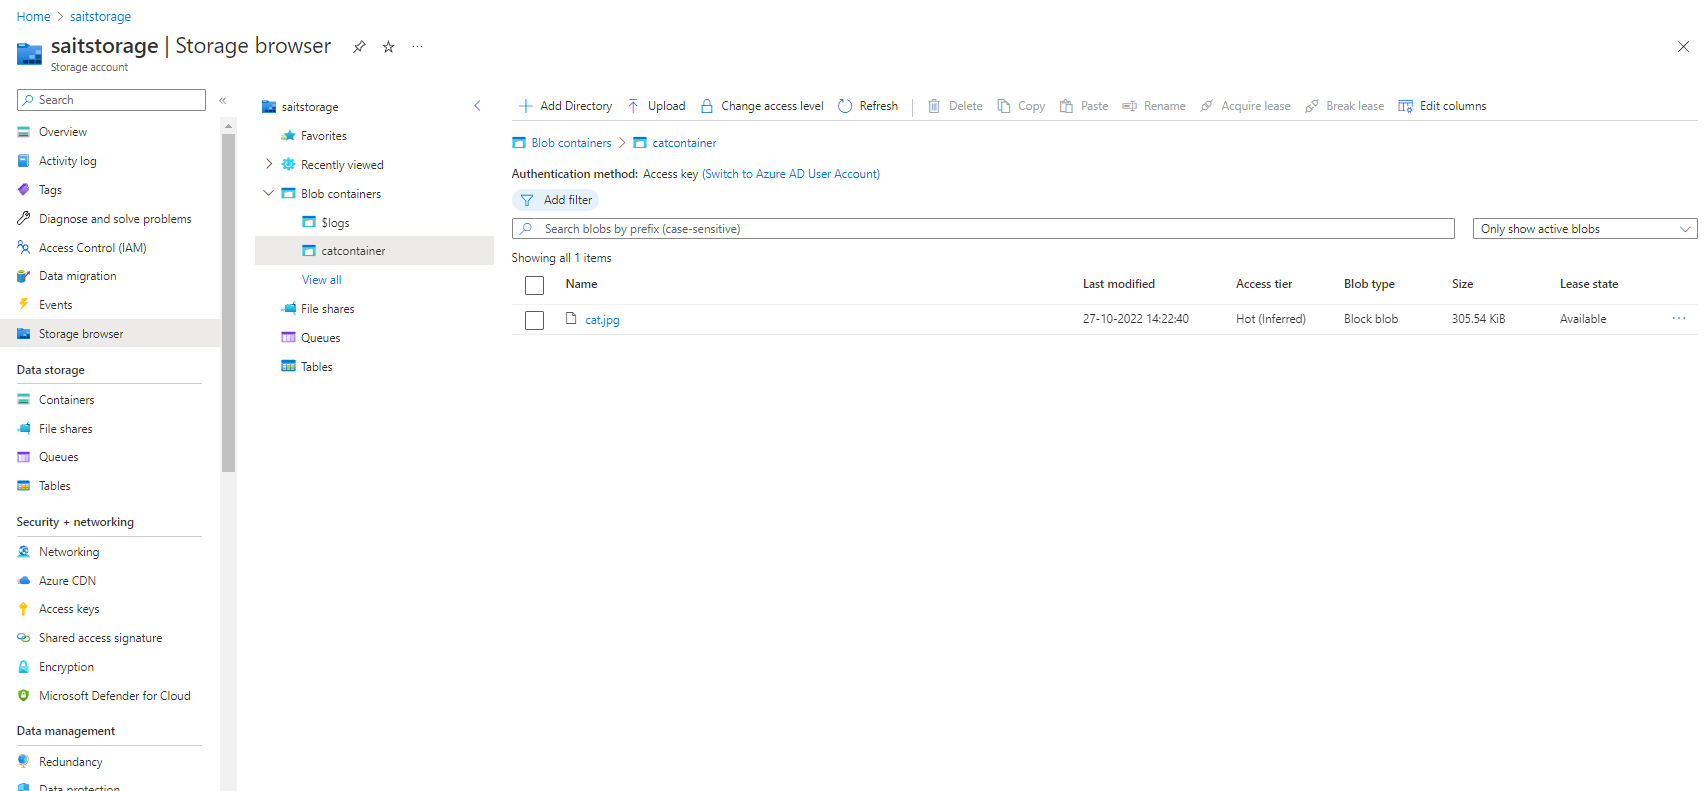 Home > saitstorage
saitstorage | Storage browser
Storage account
Search
Overview
Activity log
Tags
Diagnose and solve problems
Access Control (IAM)
Data migration
Events
Storage browser
Data storage
Containers
File shares
Queues
Tables
Security + networking
Networking
Azure CDN
Access keys
Shared access signature
Encryption
Microsoft Defender for Cloud
Data management
Redundancy
Data protection
saitstorage
Favorites
Recently viewed
Blob containers
$logs
catcontainer
View all
File shares
Queues
Tables
Add Directory Upload Change access level Refresh Delete Copy Paste Rename Acquire lease Break lease Edit columns
Blob containers > catcontainer
Authentication method: Access key (Switch to Azure AD User Account)
Add filter
Search blobs by prefix (case-sensitive) Only show active blobs
Showing all 1 items
Name Last modified Access tier Blob type Size Lease state
cat.jpg 27-10-2022 14:22:40 Hot (Inferred) Block blob 305.54 KiB Available